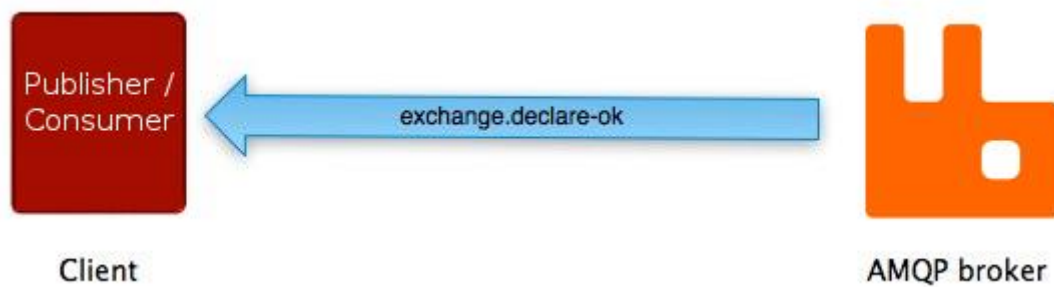 Publisher /
Consumer
exchange.declare-ok
Client
AMQP broker